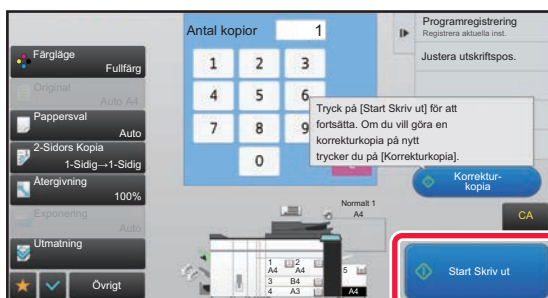 Antal kopior 1
Programregistrering
Registrera aktuella inst.
Justera utskriftspos.
Färgläge
Fullfärg
Original
Auto A4
Pappersval
Auto
2-Sidors Kopia
1-Sidig→1-Sidig
Återgivning
100%
Exponering
Auto
Utmatning
Övrigt
1 2 3
4 5 6
7 8 9
0
Tryck på [Start Skriv ut] för att
fortsätta. Om du vill göra en
korrekturkopia på nytt
trycker du på [Korrekturkopia].
Korrektur-
kopia
Normalt 1
A4
CA
1 2
A4 A4
3 B4
4 A3
5
A4
Start Skriv ut